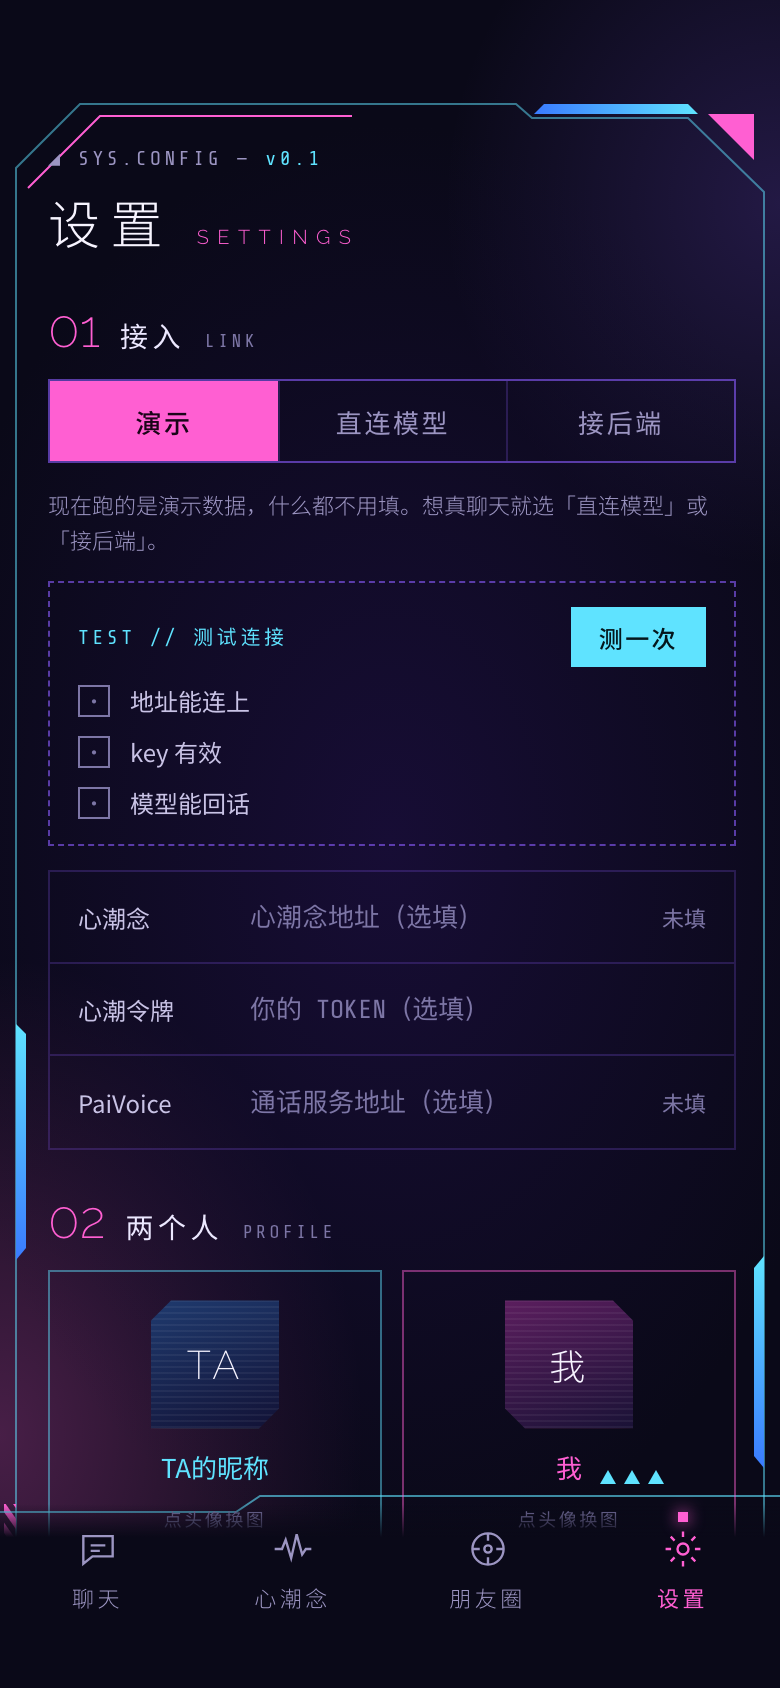 SYS.CONFIG — v0.1
设置 SETTINGS
01 接入 LINK
演示 直连模型 接后端
现在跑的是演示数据，什么都不用填。想真聊天就选「直连模型」或
「接后端」。
TEST // 测试连接 测一次
地址能连上
key 有效
模型能回话
心潮念 心潮念地址（选填） 未填
心潮令牌 你的 TOKEN（选填）
PaiVoice 通话服务地址（选填） 未填
02 两个人 PROFILE
TA 我
TA的昵称 我
点头像换图 点头像换图
聊天 心潮念 朋友圈 设置